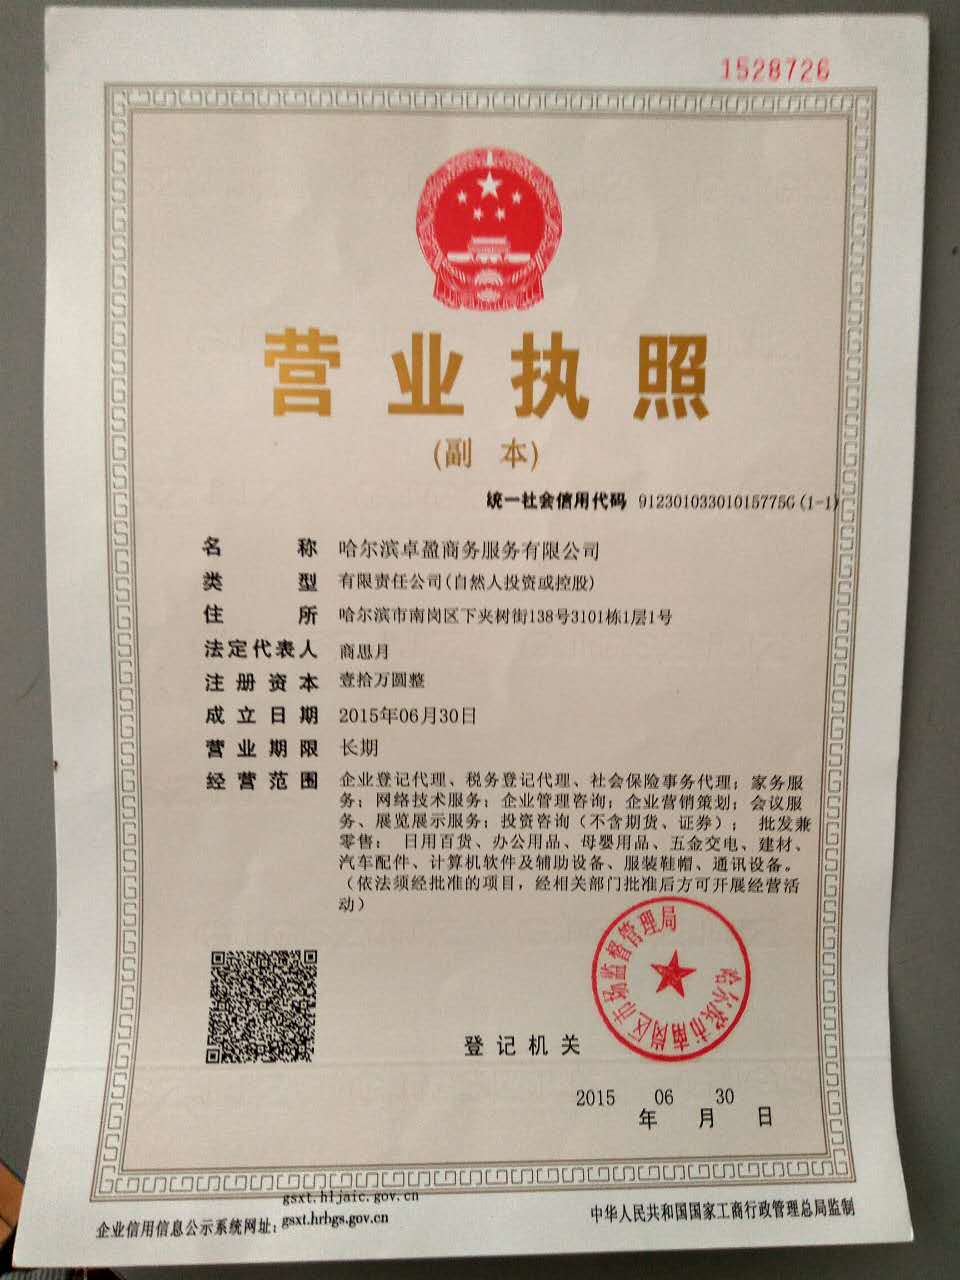 1528726
营业执照
(副 本)
统一社会信用代码 91230103301015775G(1-1)
名 称 哈尔滨卓盈商务服务有限公司
类 型 有限责任公司(自然人投资或控股)
住 所 哈尔滨市南岗区下夹树街138号3101栋1层1号
法定代表人 商思月
注册资本 壹拾万圆整
成立日期 2015年06月30日
营业期限 长期
经营范围 企业登记代理、税务登记代理、社会保险事务代理；家务服
务；网络技术服务；企业管理咨询；企业营销策划；会议服
务、展览展示服务；投资咨询（不含期货、证券）； 批发兼
零售： 日用百货、办公用品、母婴用品、五金交电、建材、
汽车配件、计算机软件及辅助设备、服装鞋帽、通讯设备。
（依法须经批准的项目，经相关部门批准后方可开展经营活
动）
哈尔滨市南岗区市场监督管理局
登记机关
2015 06 30
年 月 日
gsxt.hljaic.gov.cn
企业信用信息公示系统网址：gsxt.hrbgs.gov.cn
中华人民共和国国家工商行政管理总局监制